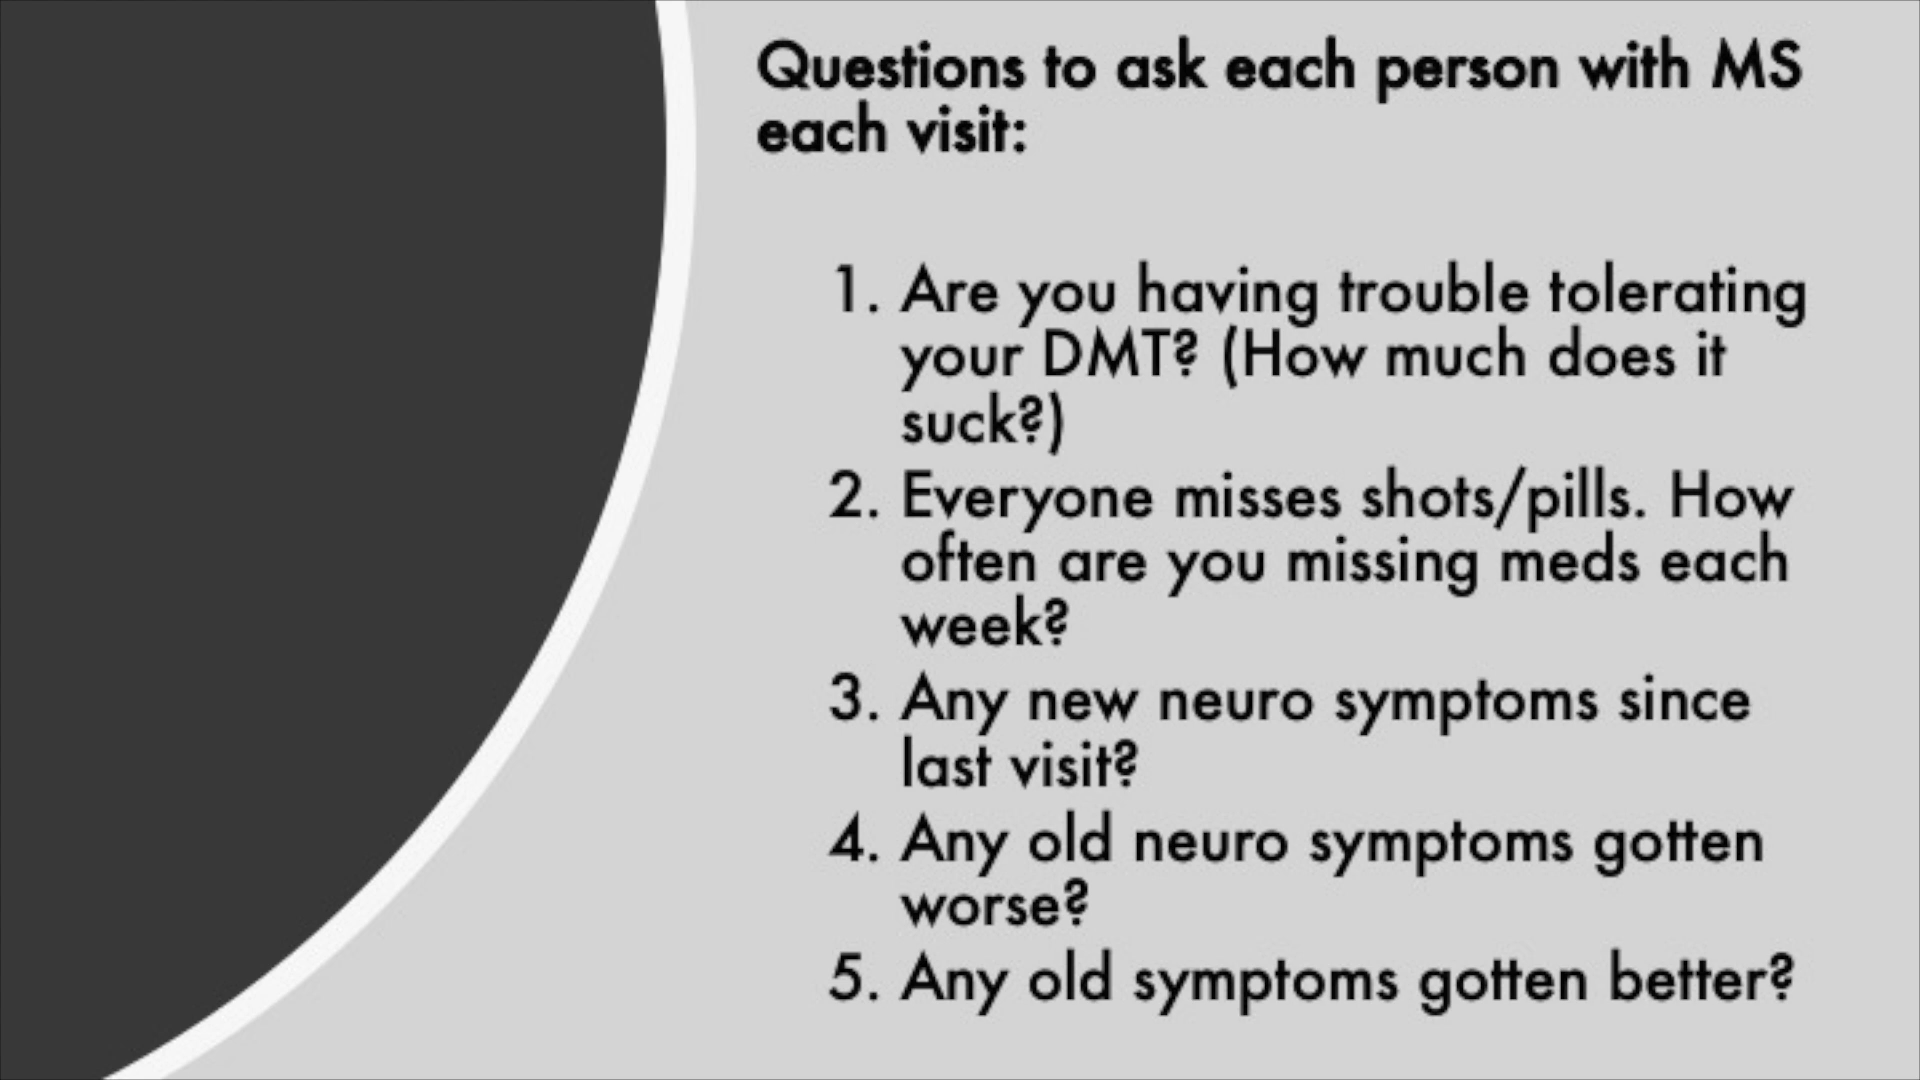 Questions to ask each person with MS
each visit:
1. Are you having trouble tolerating
your DMT? (How much does it
suck?)
2. Everyone misses shots/pills. How
often are you missing meds each
week?
3. Any new neuro symptoms since
last visit?
4. Any old neuro symptoms gotten
worse?
5. Any old symptoms gotten better?